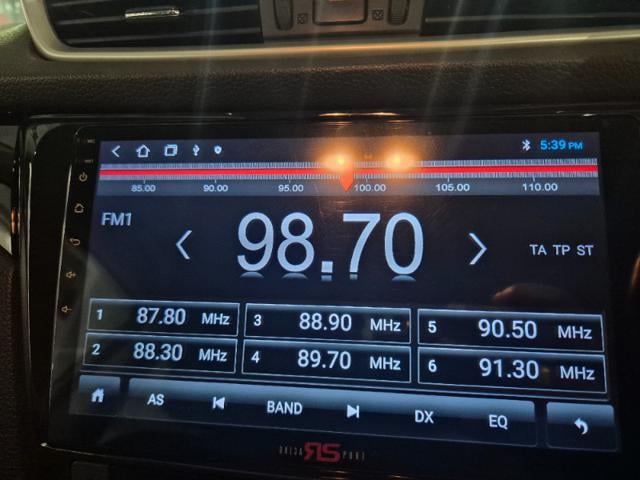 5:39 PM
85.00 90.00 95.00 100.00 105.00 110.00
FM1
98.70
TA TP ST
1 87.80 MHz
3 88.90 MHz
5 90.50 MHz
2 88.30 MHz
4 89.70 MHz
6 91.30 MHz
AS BAND DX EQ